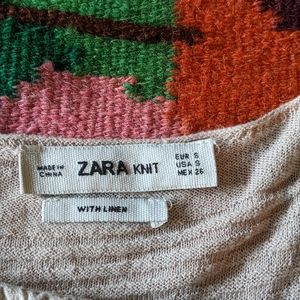 MADE IN
CHINA
ZARA KNIT
EUR S
USA S
MEX 26
WITH LINEN